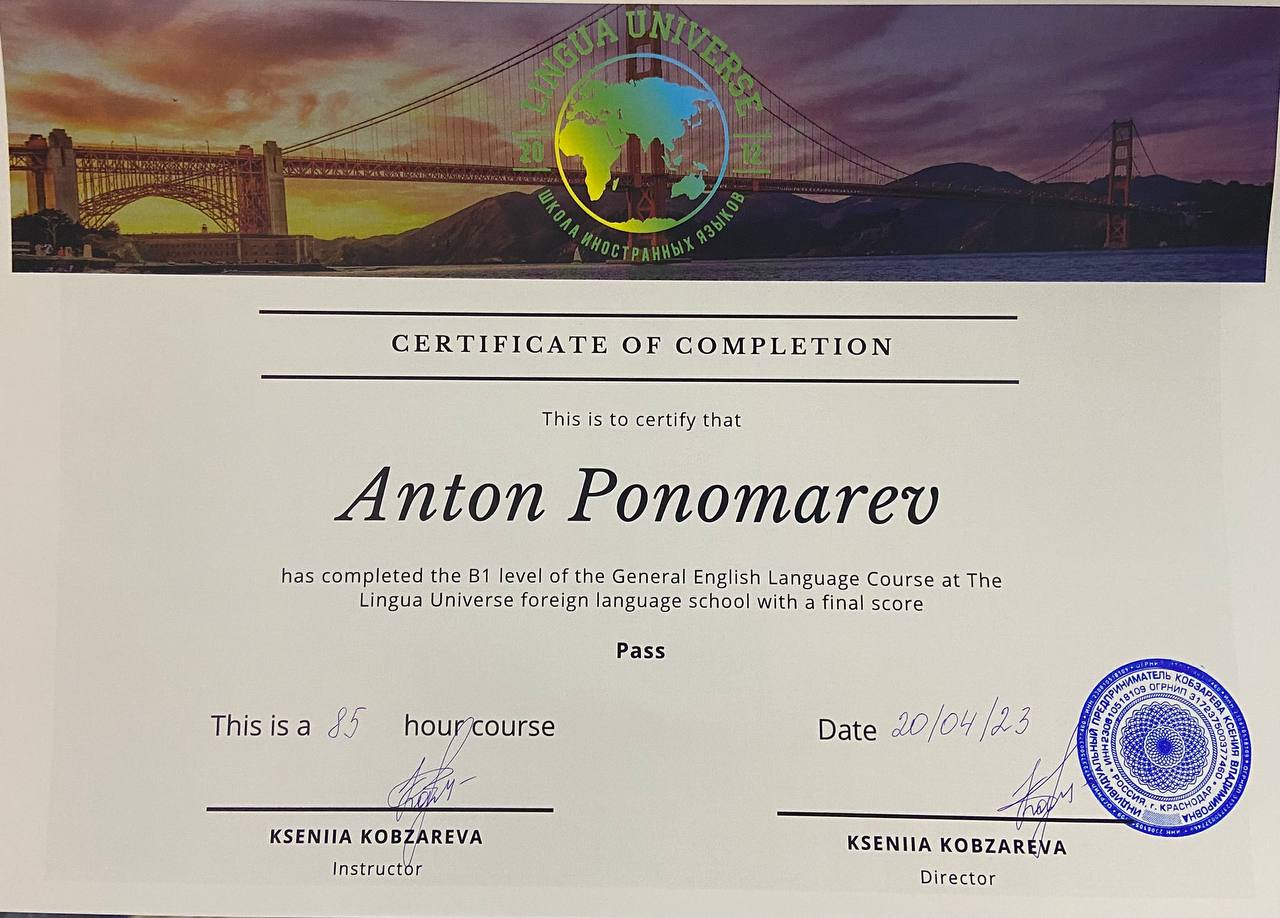 LINGUA UNIVERSE
20 12
ШКОЛА ИНОСТРАННЫХ ЯЗЫКОВ
CERTIFICATE OF COMPLETION
This is to certify that
Anton Ponomarev
has completed the B1 level of the General English Language Course at The
Lingua Universe foreign language school with a final score
Pass
This is a 85 hour course
Date 20/04/23
KSENIIA KOBZAREVA
Instructor
KSENIIA KOBZAREVA
Director
ИНДИВИДУАЛЬНЫЙ ПРЕДПРИНИМАТЕЛЬ КОБЗАРЕВА КСЕНИЯ ВЛАДИМИРОВНА
ИНН 230810518109 ОГРНИП 317237500377460
РОССИЯ, г. КРАСНОДАР